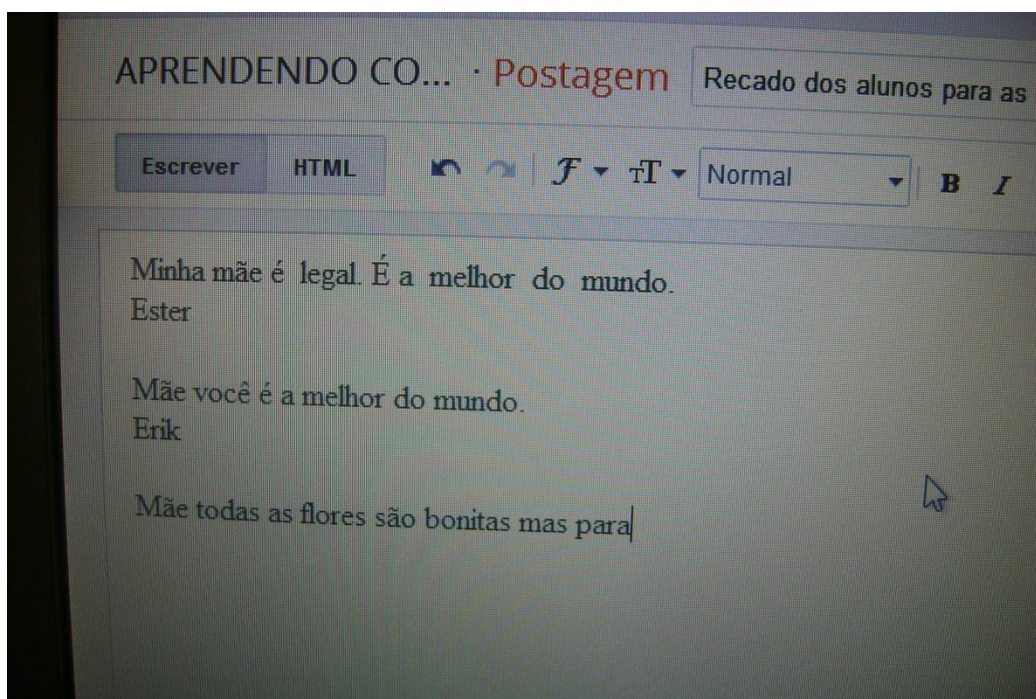 APRENDENDO CO... · Postagem Recado dos alunos para as
Escrever HTML F TT Normal B I
Minha mãe é legal. É a melhor do mundo.
Ester
Mãe você é a melhor do mundo.
Erik
Mãe todas as flores são bonitas mas para